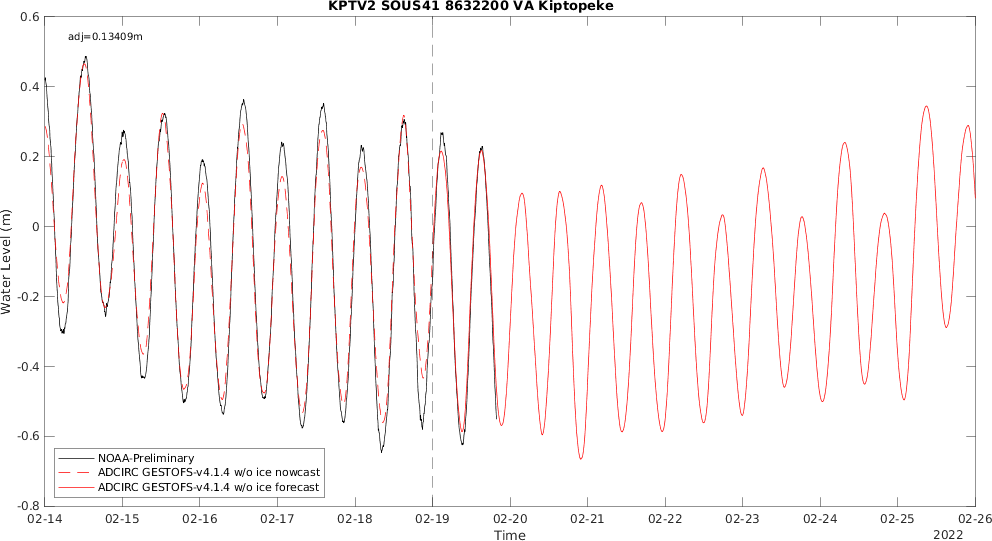 KPTV2 SOUS41 8632200 VA Kiptopeke
adj=0.13409m
0.6
0.4
0.2
0
-0.2
-0.4
-0.6
-0.8
Water Level (m)
NOAA-Preliminary
ADCIRC GESTOFS-v4.1.4 w/o ice nowcast
ADCIRC GESTOFS-v4.1.4 w/o ice forecast
02-14 02-15 02-16 02-17 02-18 02-19 02-20 02-21 02-22 02-23 02-24 02-25 02-26
Time
2022